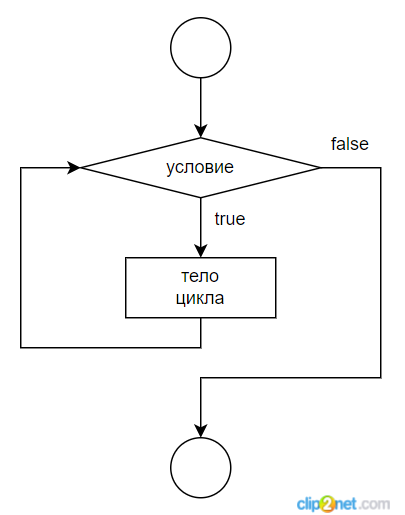 false
условие
true
тело
цикла
clip2net.com